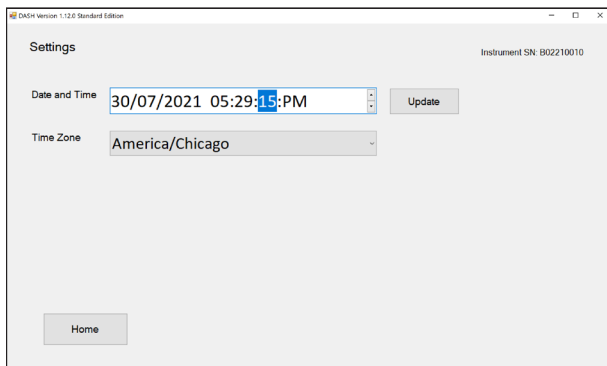 DASH Version 1.12.0 Standard Edition
Settings
Instrument SN: B02210010
Date and Time 30/07/2021 05:29:15:PM Update
Time Zone America/Chicago
Home